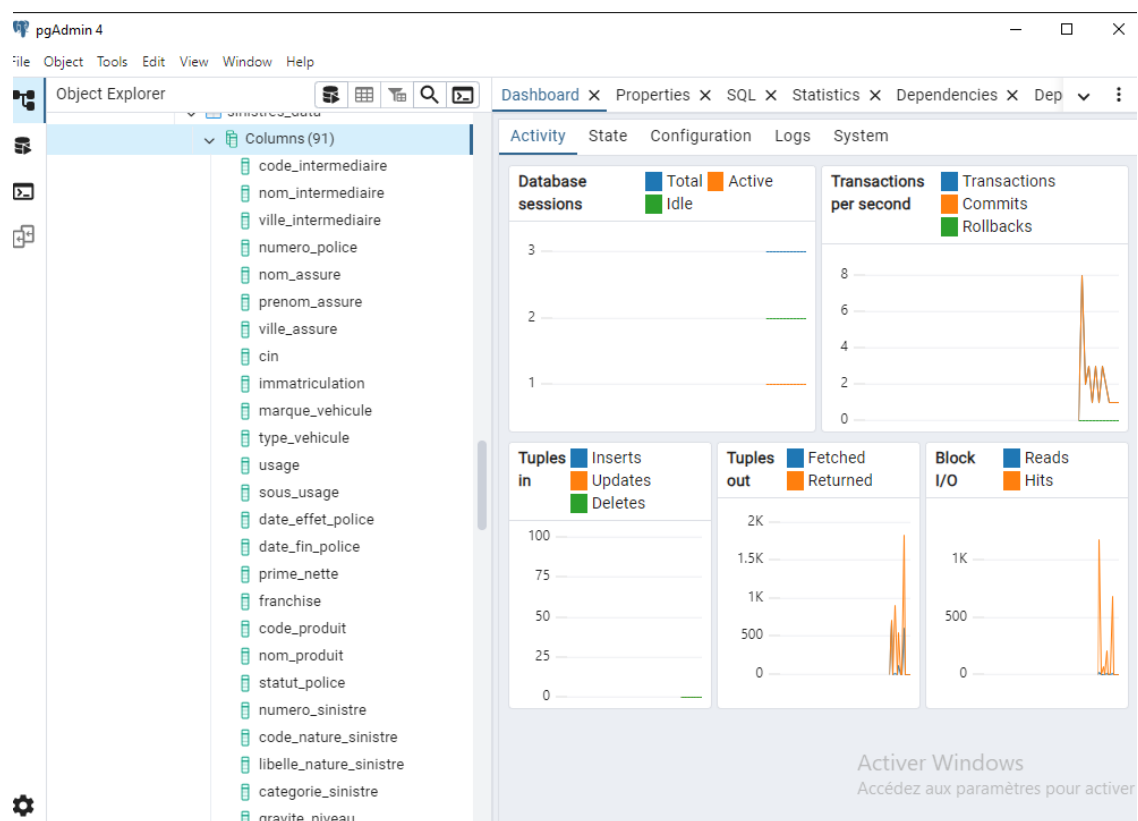 pgAdmin 4
File Object Tools Edit View Window Help
Object Explorer
Dashboard Properties SQL Statistics Dependencies Dep
sinistres_data
Columns (91)
code_intermediaire
nom_intermediaire
ville_intermediaire
numero_police
nom_assure
prenom_assure
ville_assure
cin
immatriculation
marque_vehicule
type_vehicule
usage
sous_usage
date_effet_police
date_fin_police
prime_nette
franchise
code_produit
nom_produit
statut_police
numero_sinistre
code_nature_sinistre
libelle_nature_sinistre
categorie_sinistre
gravite_niveau
Activity State Configuration Logs System
Database sessions
Total Active
Idle
3
2
1
Transactions per second
Transactions
Commits
Rollbacks
8
6
4
2
0
Tuples in
Inserts
Updates
Deletes
100
75
50
25
0
Tuples out
Fetched
Returned
2K
1.5K
1K
500
0
Block I/O
Reads
Hits
1K
500
0
Activer Windows
Accédez aux paramètres pour activer